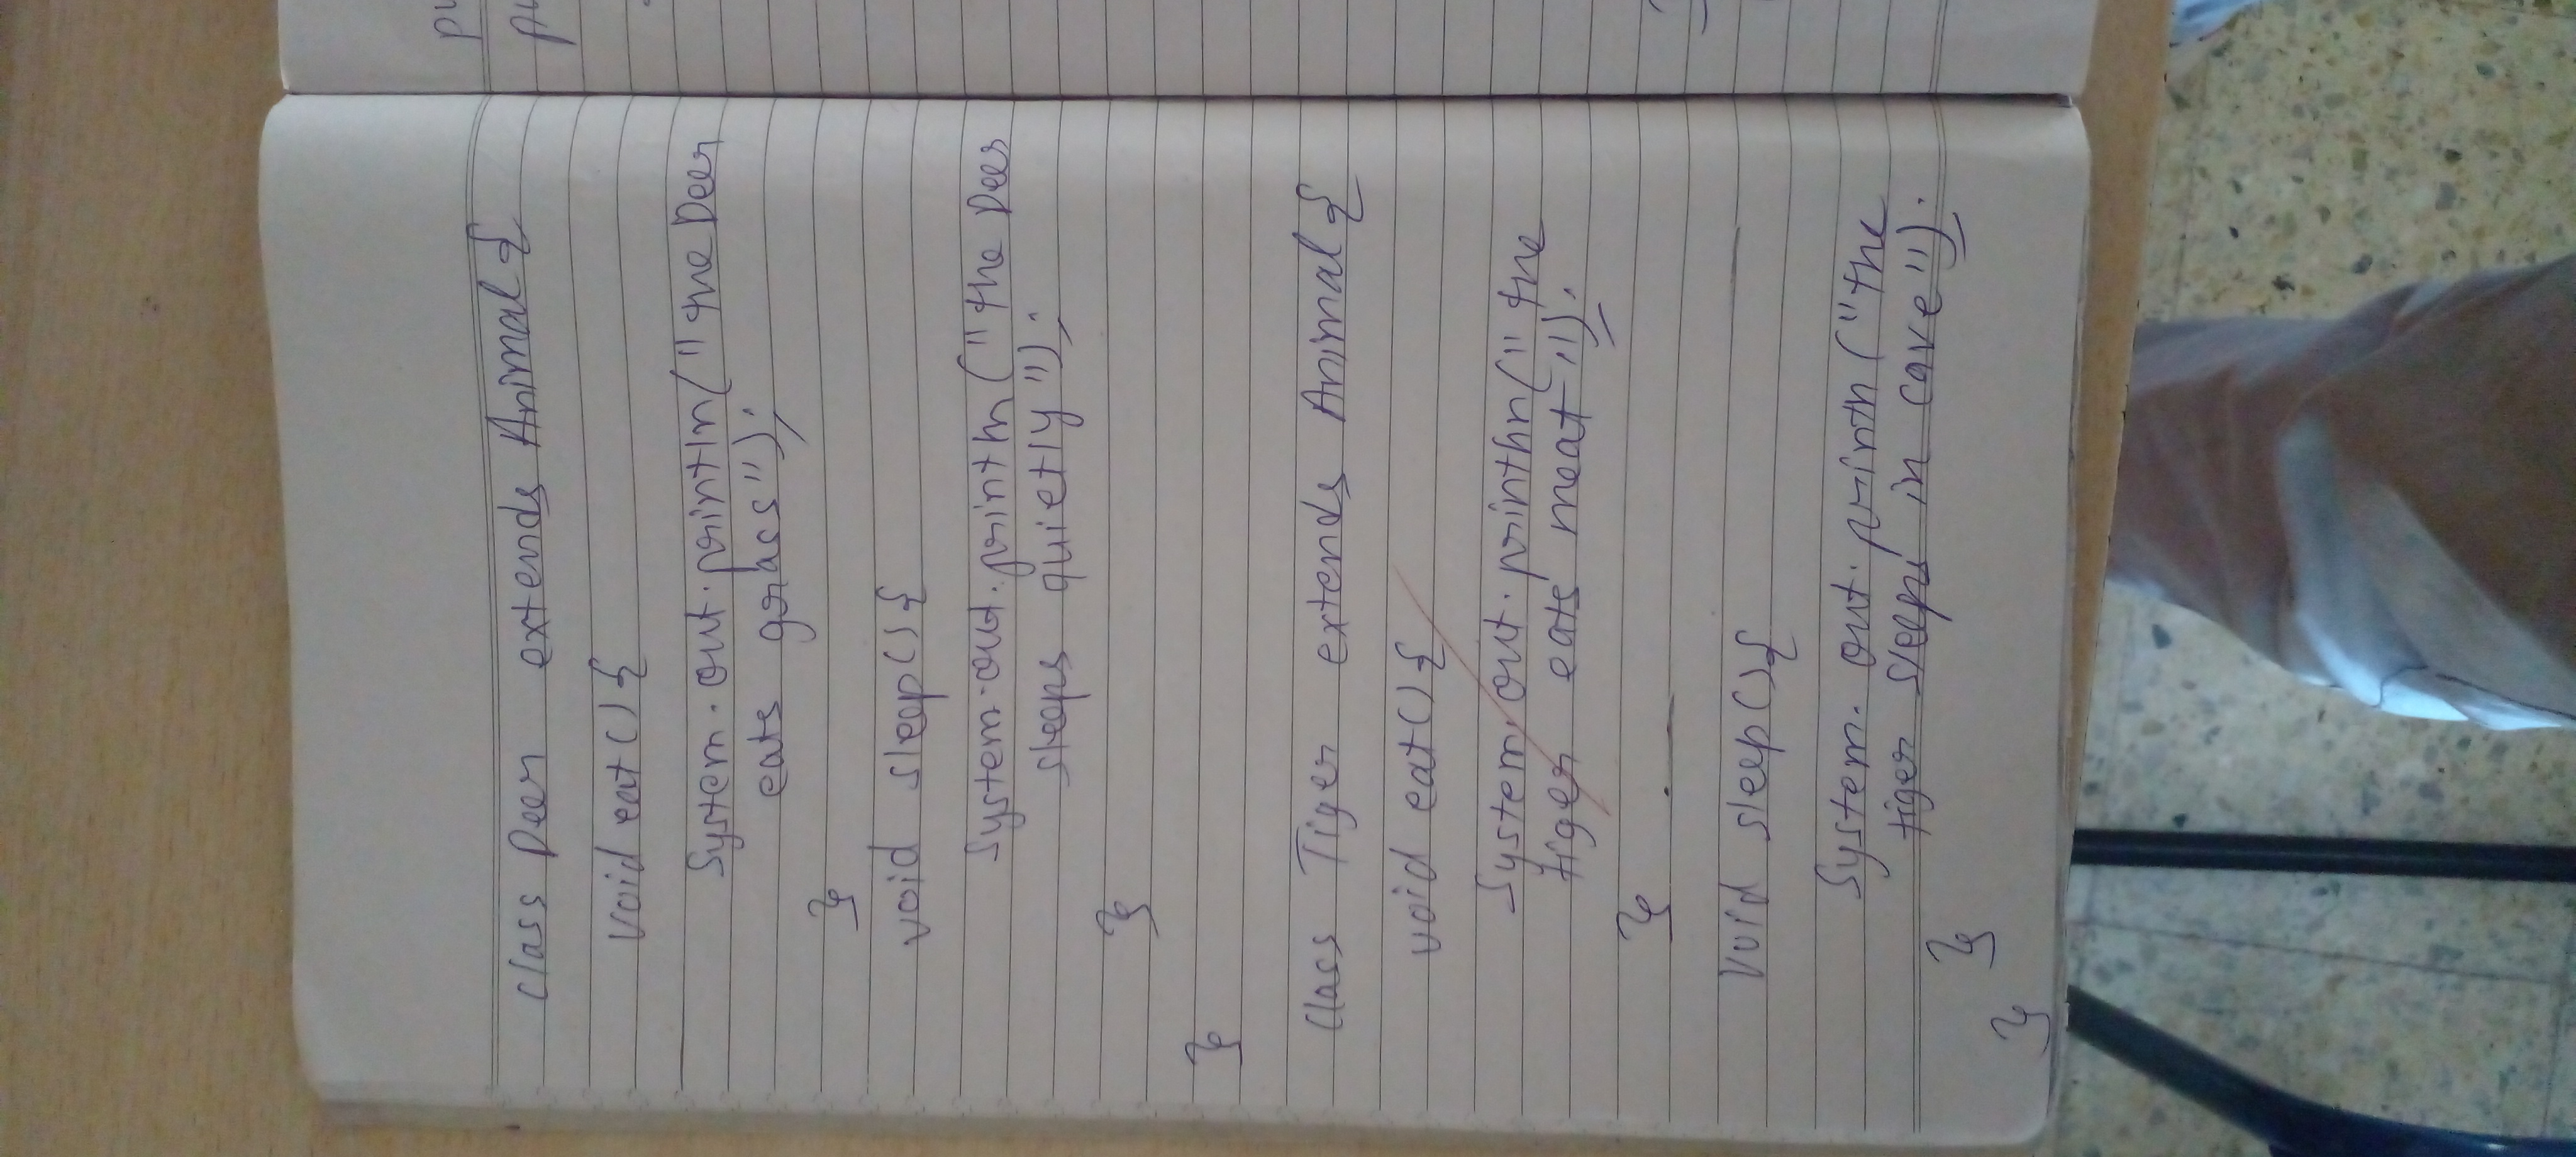 class Deer extends Animal {
void eat () {
System.out.println("the Deer
eats grass");
}
void sleep() {
System.out.println("the Deer
sleeps quietly");
}
}
class Tiger extends Animal {
void eat() {
System.out.println("the
tiger eats meat");
}
void sleep() {
System.out.println("the
tiger sleeps in cave");
}
}